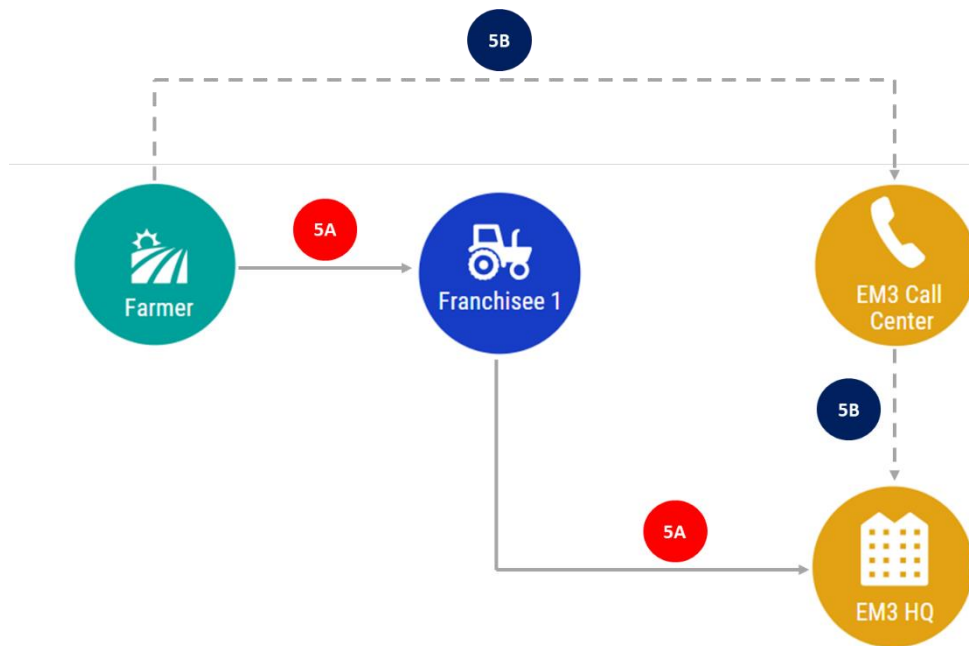 5B
5A
Farmer
Franchisee 1
EM3 Call
Center
5B
5A
EM3 HQ